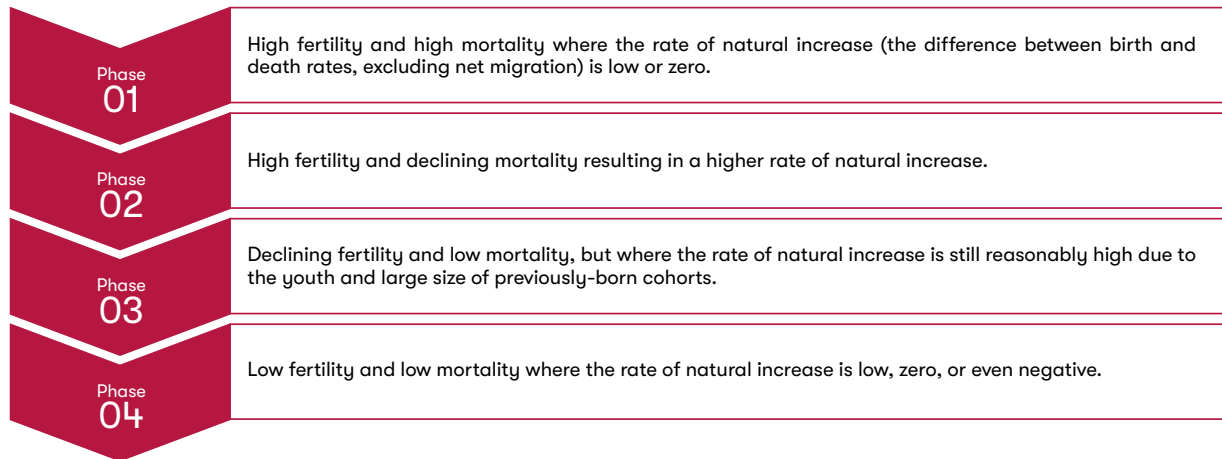 Phase
01
High fertility and high mortality where the rate of natural increase (the difference between birth and
death rates, excluding net migration) is low or zero.
Phase
02
High fertility and declining mortality resulting in a higher rate of natural increase.
Phase
03
Declining fertility and low mortality, but where the rate of natural increase is still reasonably high due to
the youth and large size of previously-born cohorts.
Phase
04
Low fertility and low mortality where the rate of natural increase is low, zero, or even negative.